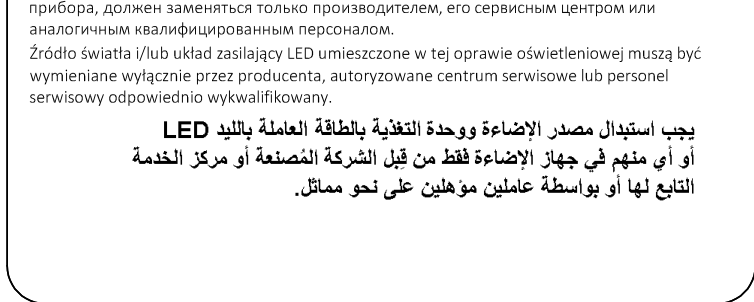 прибора, должен заменяться только производителем, его сервисным центром или
аналогичным квалифицированным персоналом.
Źródło światła i/lub układ zasilający LED umieszczone w tej oprawie oświetleniowej muszą być
wymieniane wyłącznie przez producenta, autoryzowane centrum serwisowe lub personel
serwisowy odpowiednio wykwalifikowany.
يجب استبدال مصدر الإضاءة ووحدة التغذية بالطاقة العاملة بالليد LED
أو أي منهم في جهاز الإضاءة فقط من قِبل الشركة المُصنعة أو مركز الخدمة
التابع لها أو بواسطة عاملين مؤهلين على نحو مماثل.